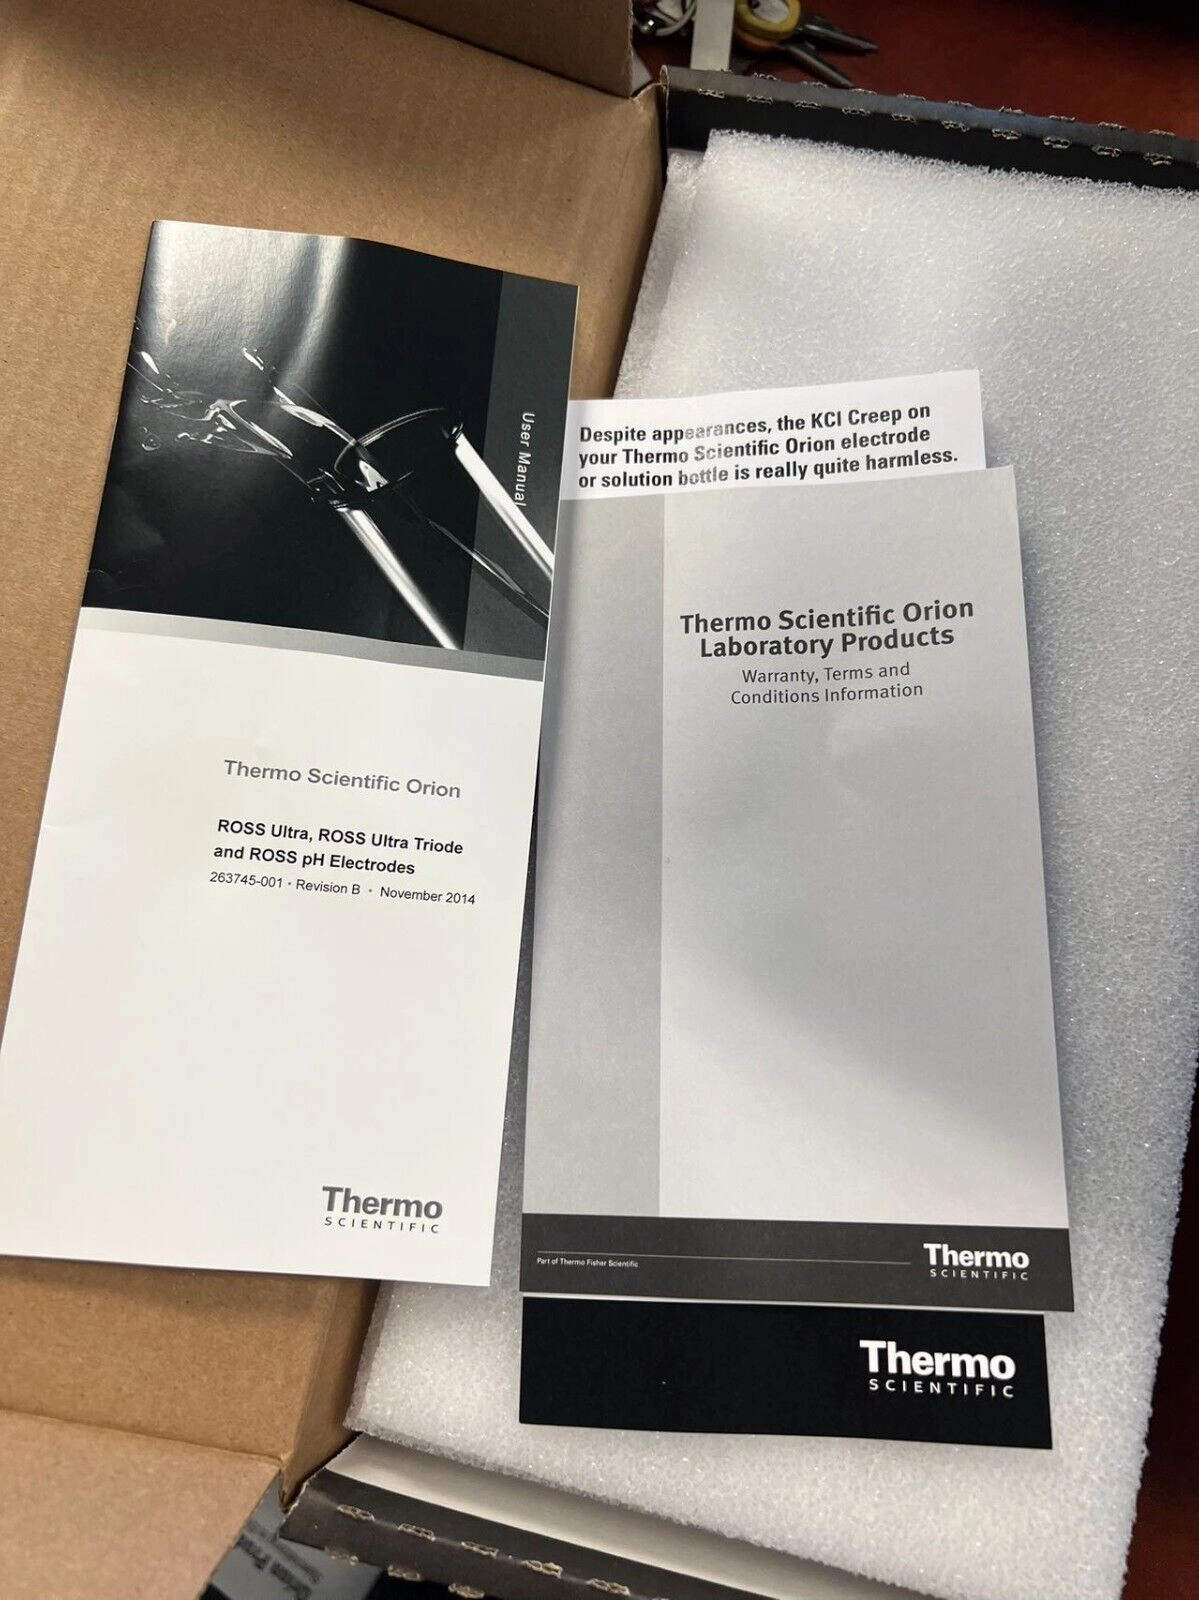 User Manual
Thermo Scientific Orion
ROSS Ultra, ROSS Ultra Triode
and ROSS pH Electrodes
263745-001 • Revision B • November 2014
Thermo
SCIENTIFIC
Despite appearances, the KCl Creep on
your Thermo Scientific Orion electrode
or solution bottle is really quite harmless.
Thermo Scientific Orion
Laboratory Products
Warranty, Terms and
Conditions Information
Part of Thermo Fisher Scientific
Thermo
SCIENTIFIC
Thermo
SCIENTIFIC